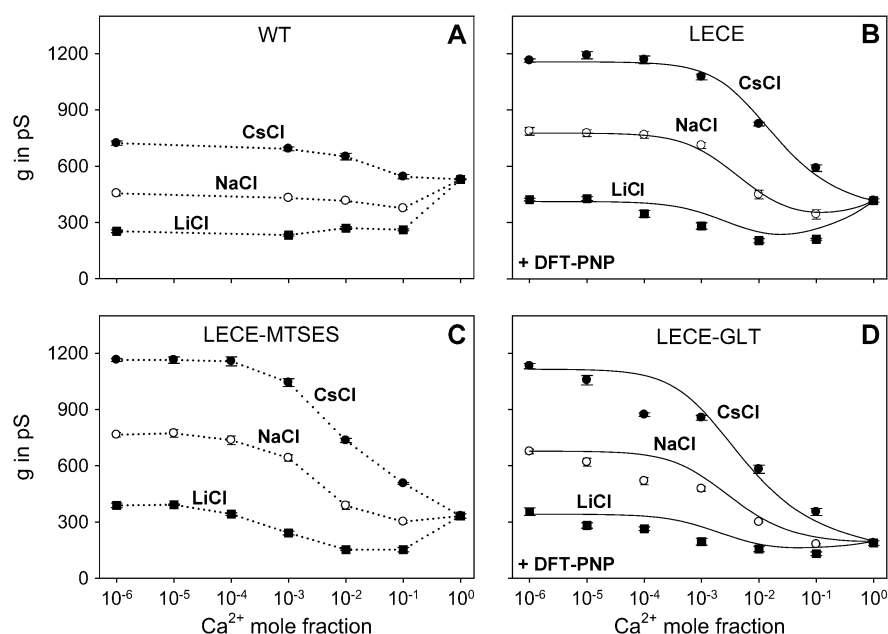 WT
A
LECE
B
1200
900
600
300
0
g in pS
CsCl
NaCl
LiCl
CsCl
NaCl
LiCl
+ DFT-PNP
LECE-MTSES
C
LECE-GLT
D
1200
900
600
300
0
g in pS
CsCl
NaCl
LiCl
CsCl
NaCl
LiCl
+ DFT-PNP
10⁻⁶ 10⁻⁵ 10⁻⁴ 10⁻³ 10⁻² 10⁻¹ 10⁰
10⁻⁶ 10⁻⁵ 10⁻⁴ 10⁻³ 10⁻² 10⁻¹ 10⁰
Ca²⁺ mole fraction
Ca²⁺ mole fraction